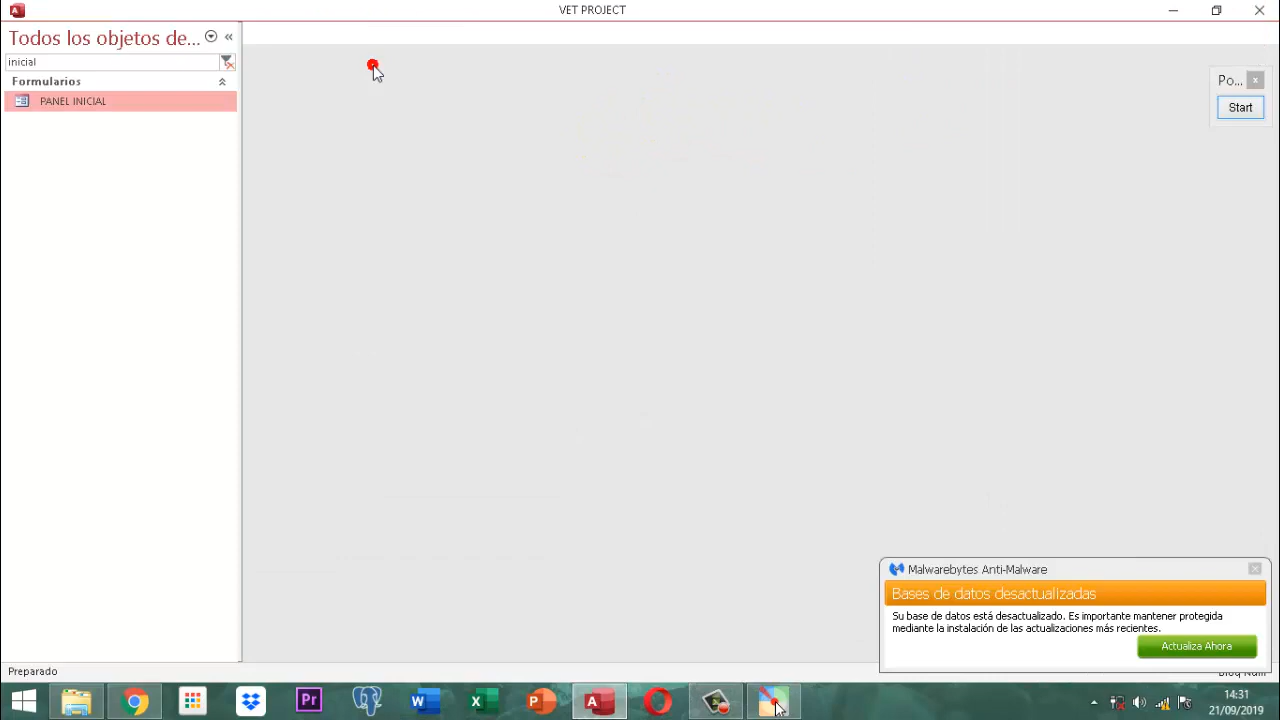 VET PROJECT
Todos los objetos de...
inicial
Formularios
PANEL INICIAL
Po...
Start
Malwarebytes Anti-Malware
Bases de datos desactualizadas
Su base de datos está desactualizado. Es importante mantener protegida
mediante la instalación de las actualizaciones más recientes.
Actualiza Ahora
Preparado
Bloq Num
14:31
21/09/2019